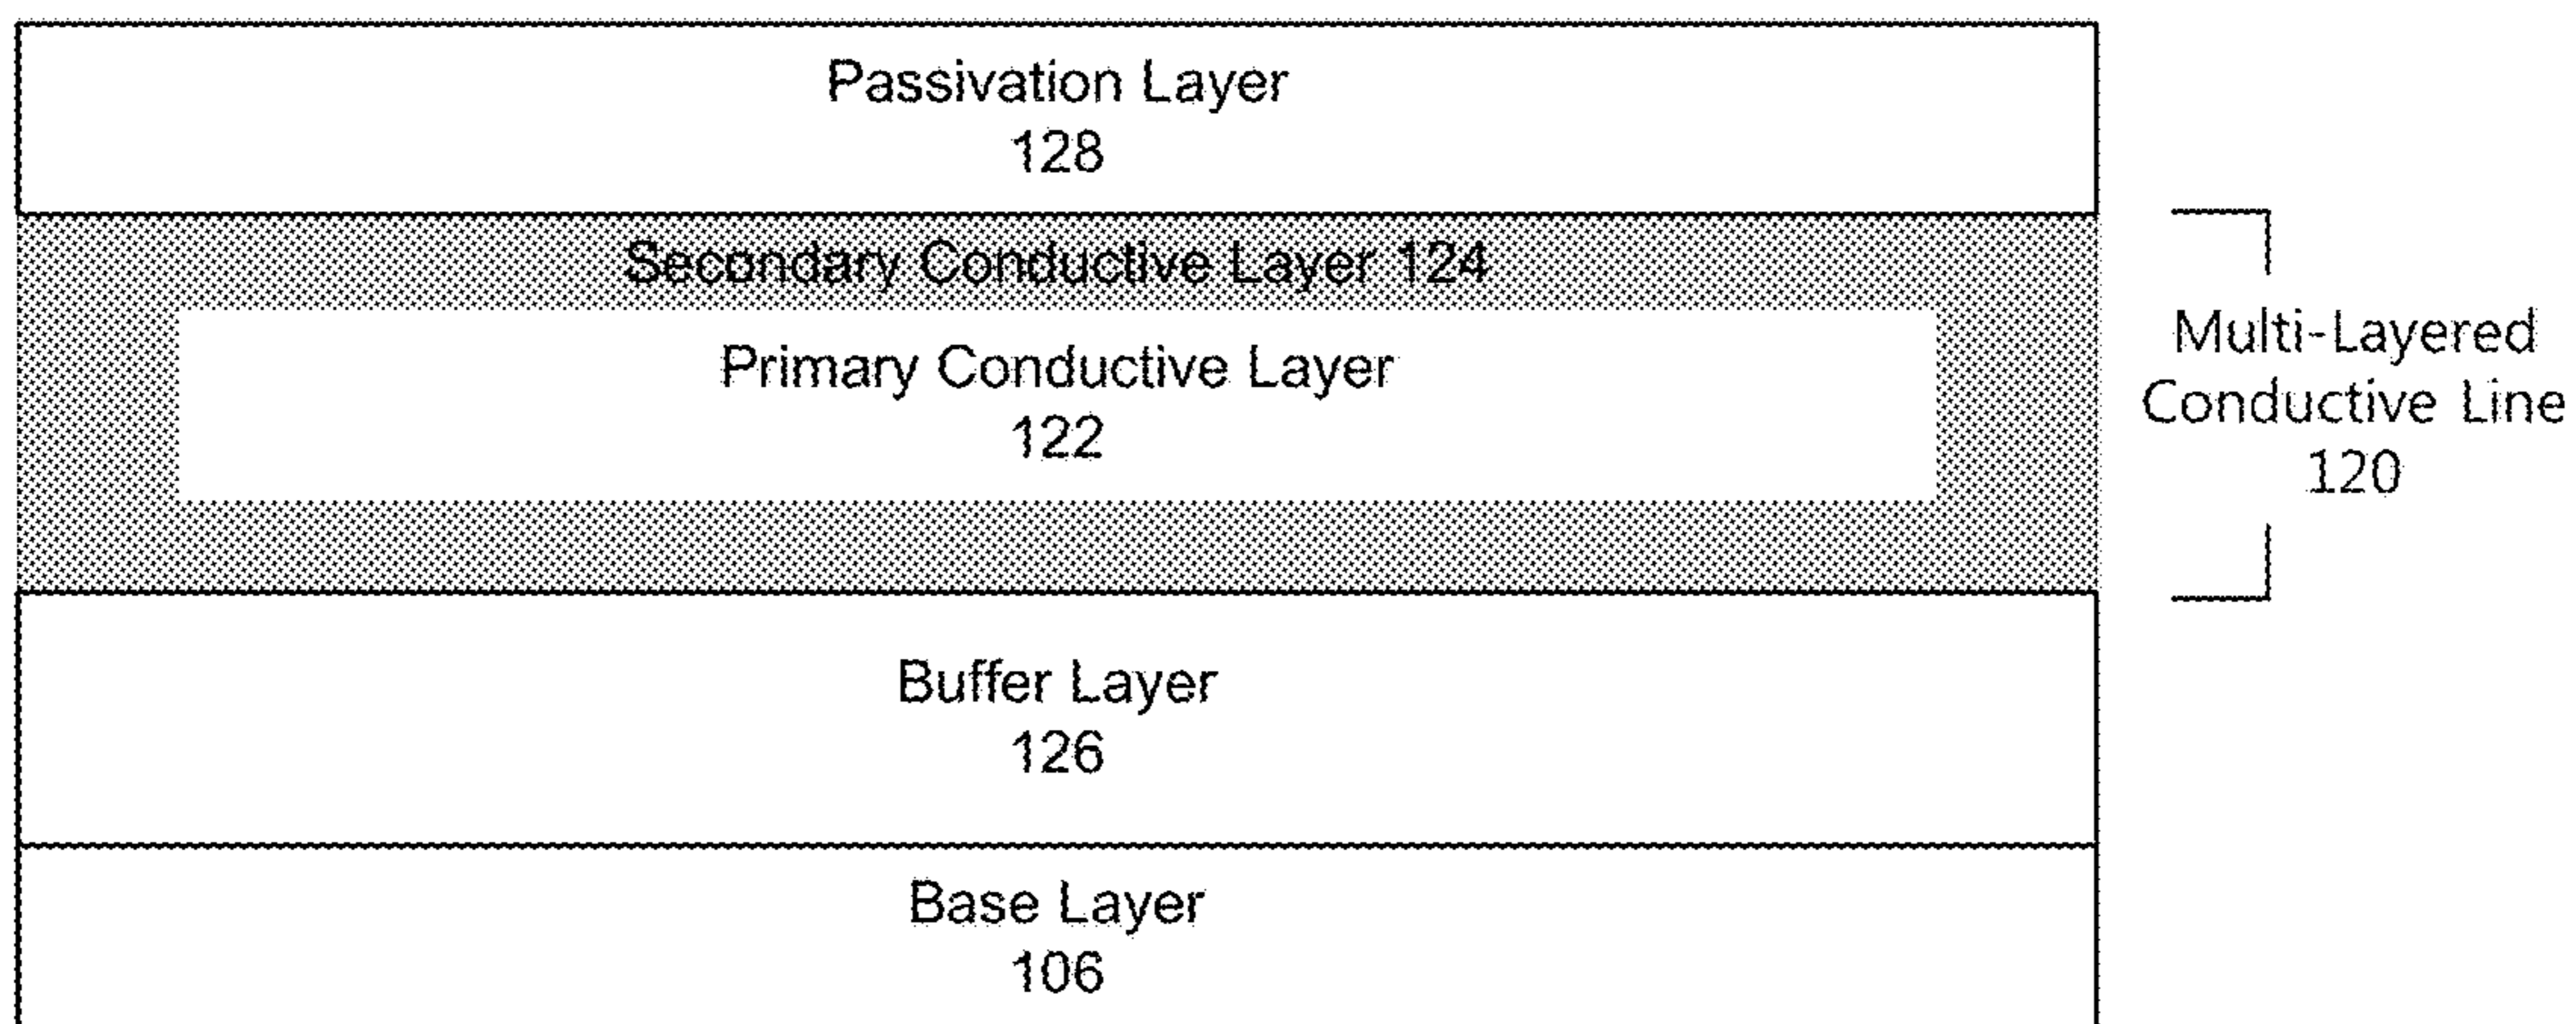 Passivation Layer
128
Secondary Conductive Layer 124
Primary Conductive Layer
122
Multi-Layered
Conductive Line
120
Buffer Layer
126
Base Layer
106